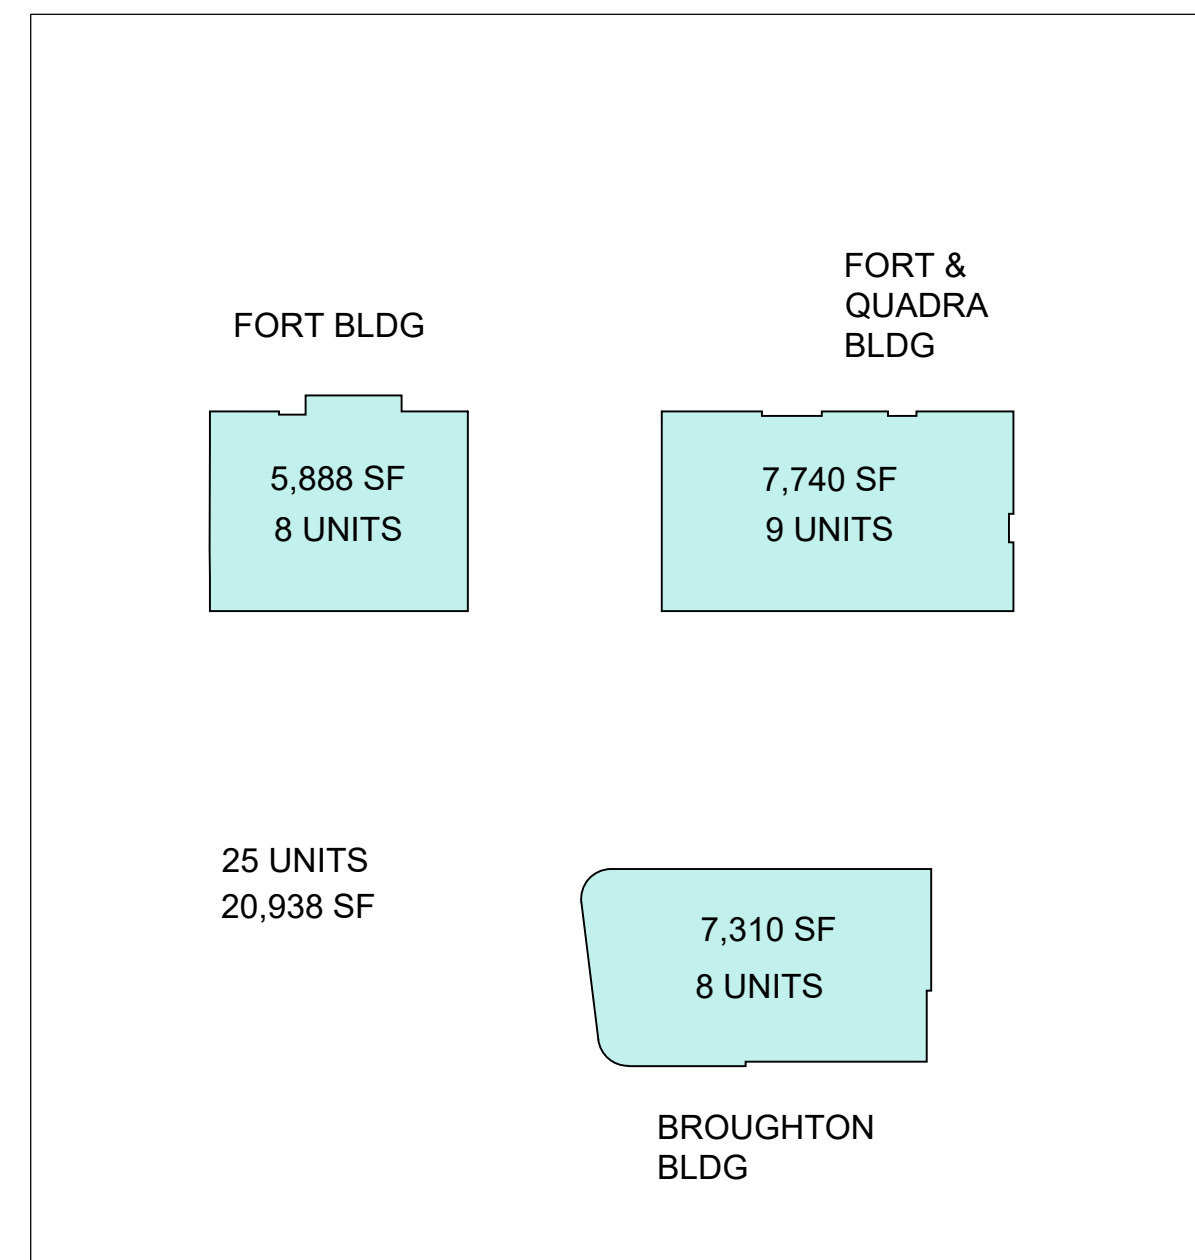 FORT BLDG
5,888 SF
8 UNITS
FORT &
QUADRA
BLDG
7,740 SF
9 UNITS
25 UNITS
20,938 SF
7,310 SF
8 UNITS
BROUGHTON
BLDG